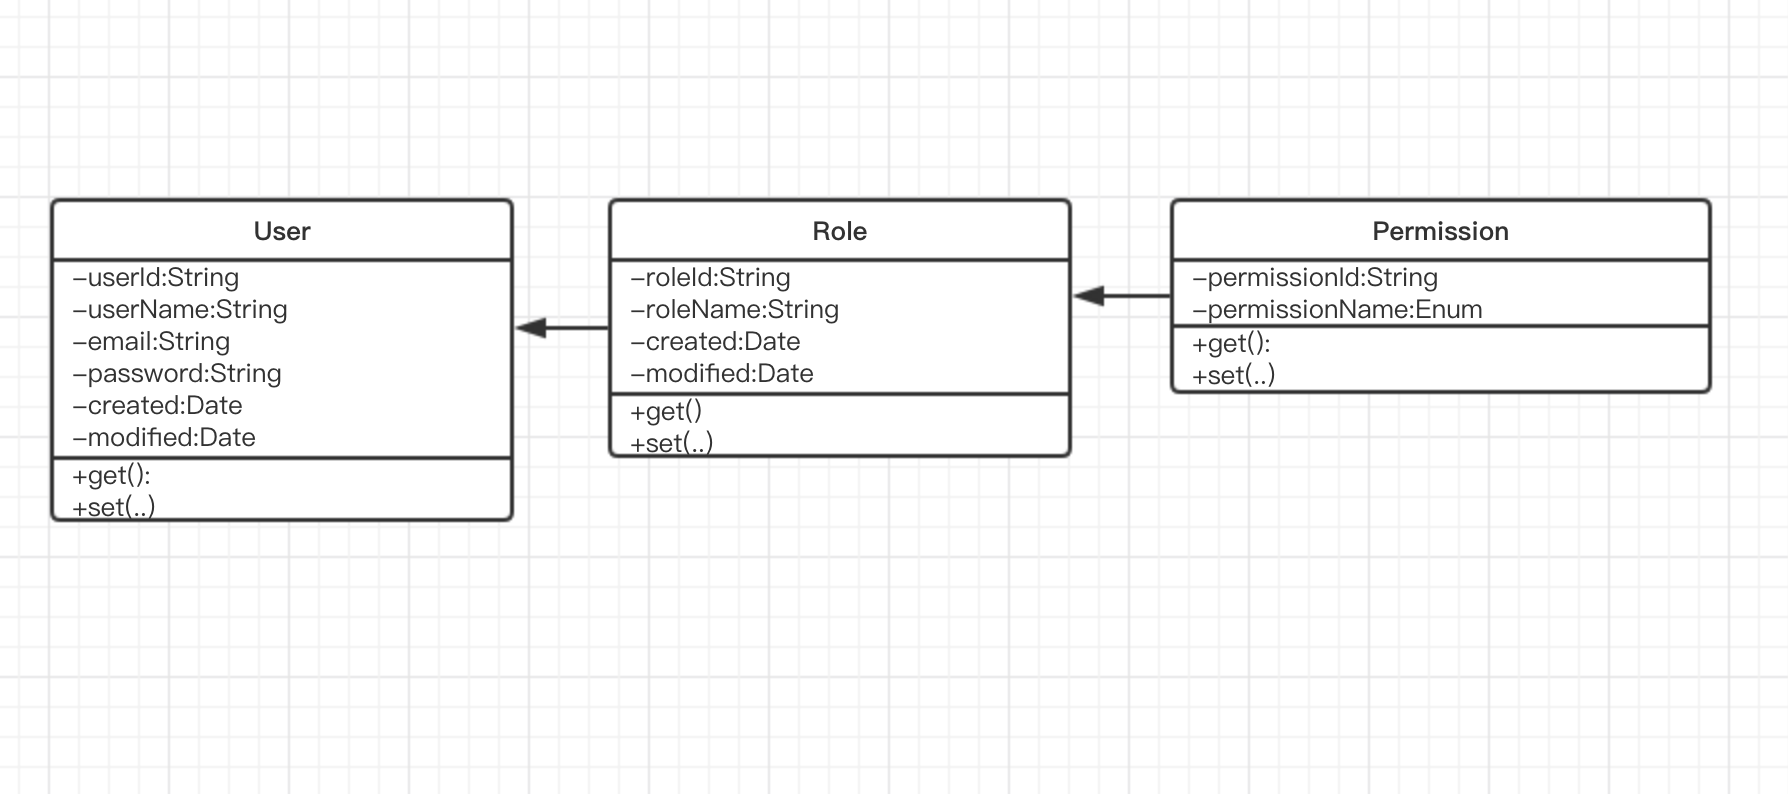 User
–userId:String
–userName:String
–email:String
–password:String
–created:Date
–modified:Date
+get():
+set(..)
Role
–roleId:String
–roleName:String
–created:Date
–modified:Date
+get()
+set(..)
Permission
–permissionId:String
–permissionName:Enum
+get():
+set(..)